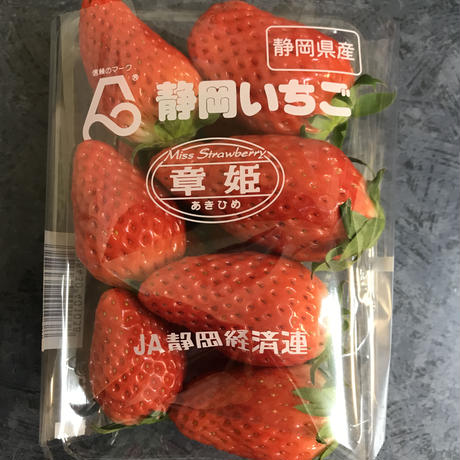 静岡県産
信頼のマーク
®
静岡いちご
Miss Strawberry
章姫
あきひめ
JA静岡経済連